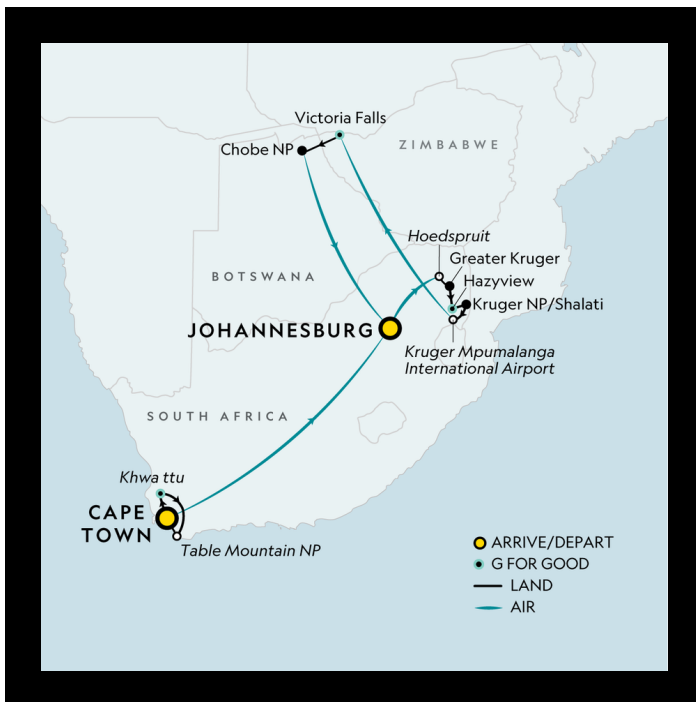 Victoria Falls
Chobe NP
ZIMBABWE
Hoedspruit
Greater Kruger
BOTSWANA
Hazyview
Kruger NP/Shalati
JOHANNESBURG
Kruger Mpumalanga
International Airport
SOUTH AFRICA
Khwa ttu
CAPE
TOWN
Table Mountain NP
ARRIVE/DEPART
G FOR GOOD
LAND
AIR